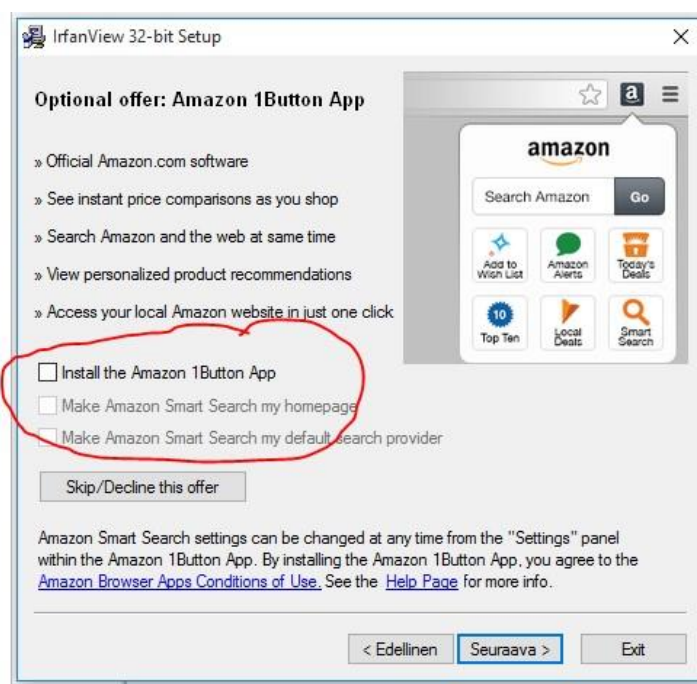 IrfanView 32-bit Setup
Optional offer: Amazon 1Button App
» Official Amazon.com software
» See instant price comparisons as you shop
» Search Amazon and the web at same time
» View personalized product recommendations
» Access your local Amazon website in just one click
a
amazon
Search Amazon Go
Add to
Wish List
Amazon
Alerts
Today's
Deals
10
Top Ten
Local
Deals
Smart
Search
Install the Amazon 1Button App
Make Amazon Smart Search my homepage
Make Amazon Smart Search my default search provider
Skip/Decline this offer
Amazon Smart Search settings can be changed at any time from the "Settings" panel
within the Amazon 1Button App. By installing the Amazon 1Button App, you agree to the
Amazon Browser Apps Conditions of Use. See the Help Page for more info.
< Edellinen Seuraava > Exit